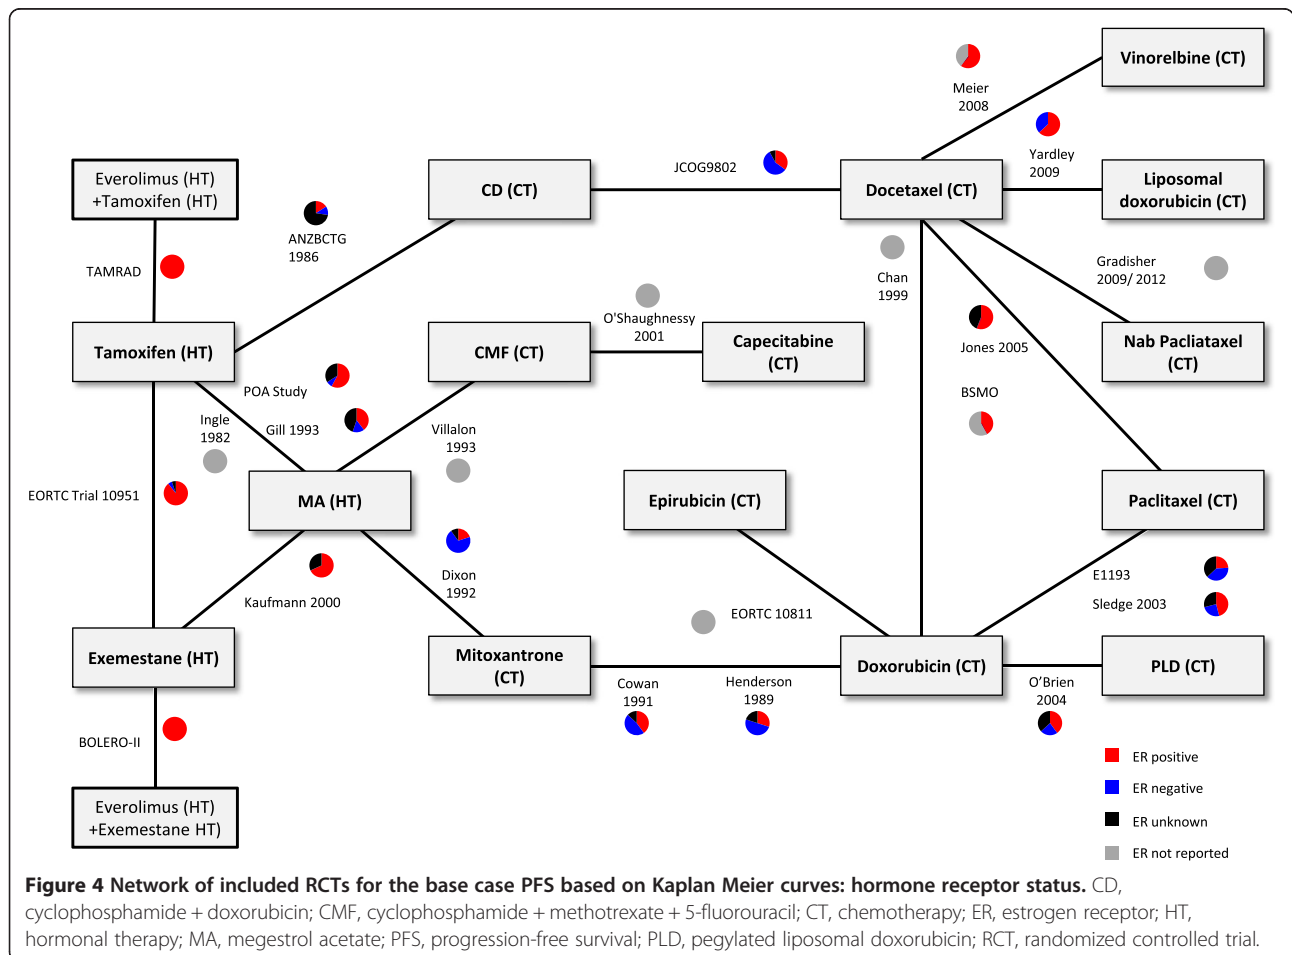 Vinorelbine (CT)
Meier
2008
Yardley
2009
Everolimus (HT)
+Tamoxifen (HT)
CD (CT)
JCOG9802
Docetaxel (CT)
Liposomal
doxorubicin (CT)
ANZBCTG
1986
TAMRAD
Chan
1999
Gradisher
2009/ 2012
O'Shaughnessy
2001
Tamoxifen (HT)
CMF (CT)
Capecitabine
(CT)
Jones 2005
Nab Pacliataxel
(CT)
POA Study
BSMO
Ingle
1982
Gill 1993
Villalon
1993
EORTC Trial 10951
MA (HT)
Epirubicin (CT)
Paclitaxel (CT)
Dixon
1992
E1193
Kaufmann 2000
Sledge 2003
EORTC 10811
Exemestane (HT)
Mitoxantrone
(CT)
Doxorubicin (CT)
PLD (CT)
Cowan
1991
Henderson
1989
O’Brien
2004
BOLERO-II
ER positive
ER negative
Everolimus (HT)
+Exemestane HT)
ER unknown
ER not reported
Figure 4 Network of included RCTs for the base case PFS based on Kaplan Meier curves: hormone receptor status. CD,
cyclophosphamide + doxorubicin; CMF, cyclophosphamide + methotrexate + 5-fluorouracil; CT, chemotherapy; ER, estrogen receptor; HT,
hormonal therapy; MA, megestrol acetate; PFS, progression-free survival; PLD, pegylated liposomal doxorubicin; RCT, randomized controlled trial.